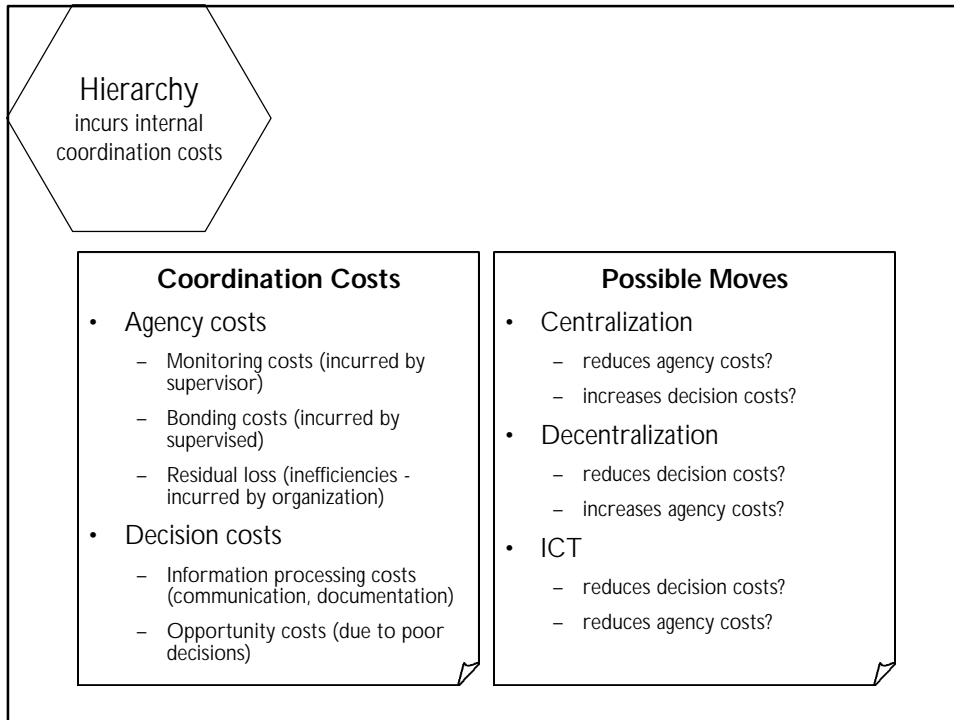 Hierarchy
incurs internal
coordination costs
Coordination Costs
• Agency costs
– Monitoring costs (incurred by
supervisor)
– Bonding costs (incurred by
supervised)
– Residual loss (inefficiencies -
incurred by organization)
• Decision costs
– Information processing costs
(communication, documentation)
– Opportunity costs (due to poor
decisions)
Possible Moves
• Centralization
– reduces agency costs?
– increases decision costs?
• Decentralization
– reduces decision costs?
– increases agency costs?
• ICT
– reduces decision costs?
– reduces agency costs?